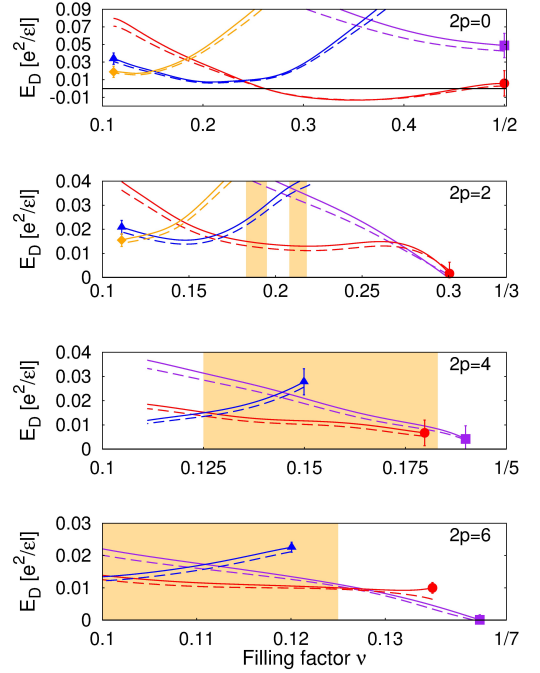 0.09
0.07
0.05
0.03
0.01
-0.01
E_D [e²/εl]
2p=0
0.1 0.2 0.3 0.4 1/2
0.04
0.03
0.02
0.01
0
E_D [e²/εl]
2p=2
0.1 0.15 0.2 0.25 0.3 1/3
0.04
0.03
0.02
0.01
0
E_D [e²/εl]
2p=4
0.1 0.125 0.15 0.175 1/5
0.03
0.02
0.01
0
E_D [e²/εl]
2p=6
0.1 0.11 0.12 0.13 1/7
Filling factor ν